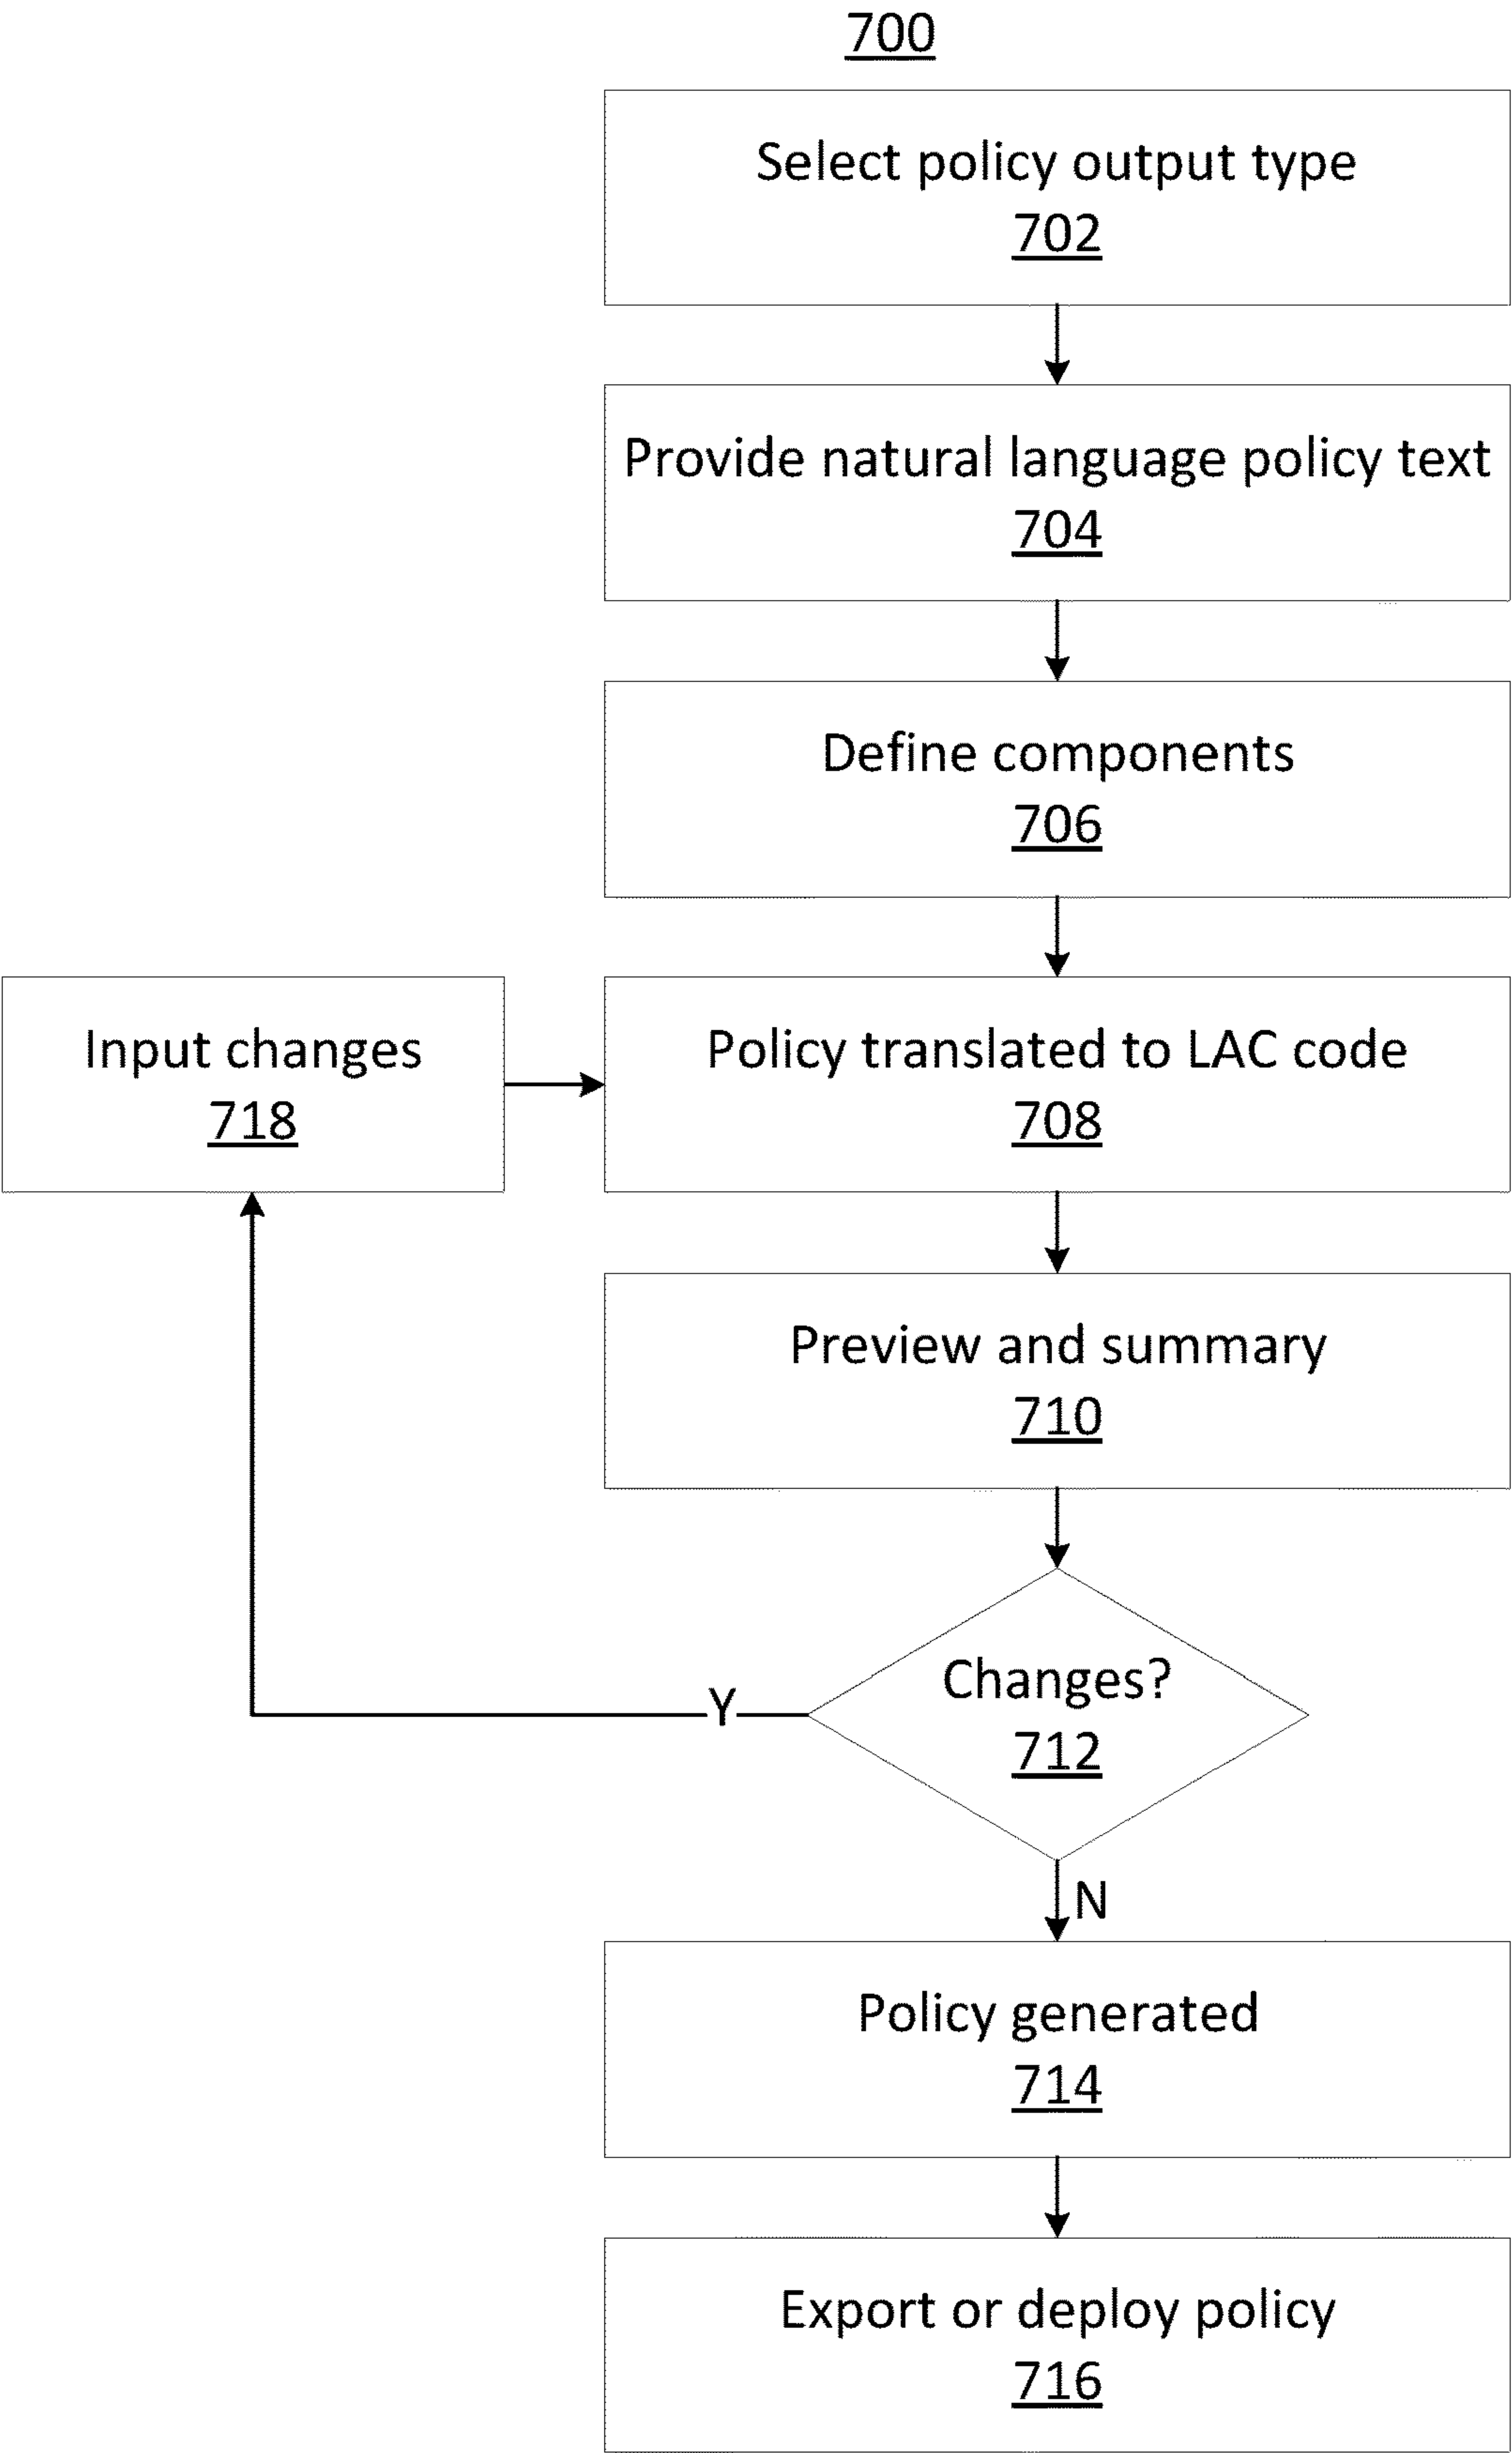 700
Select policy output type
702
Provide natural language policy text
704
Define components
706
Input changes
718
Policy translated to LAC code
708
Preview and summary
710
Changes?
712
Y
N
Policy generated
714
Export or deploy policy
716